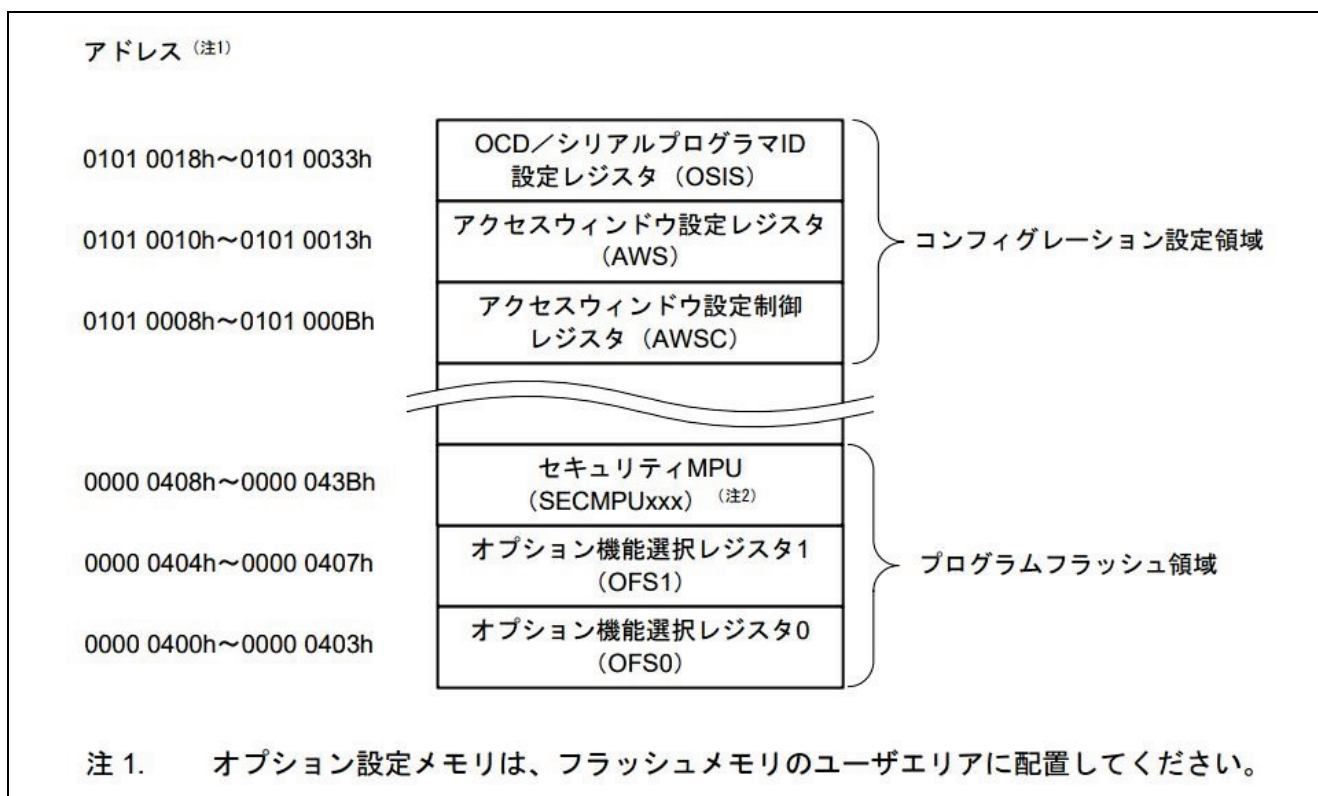 アドレス（注1）
0101 0018h～0101 0033h
OCD／シリアルプログラマID
設定レジスタ（OSIS）
0101 0010h～0101 0013h
アクセスウィンドウ設定レジスタ
（AWS）
コンフィグレーション設定領域
0101 0008h～0101 000Bh
アクセスウィンドウ設定制御
レジスタ（AWSC）
0000 0408h～0000 043Bh
セキュリティMPU
（SECMPUxxx）（注2）
0000 0404h～0000 0407h
オプション機能選択レジスタ1
（OFS1）
プログラムフラッシュ領域
0000 0400h～0000 0403h
オプション機能選択レジスタ0
（OFS0）
注 1. オプション設定メモリは、フラッシュメモリのユーザエリアに配置してください。